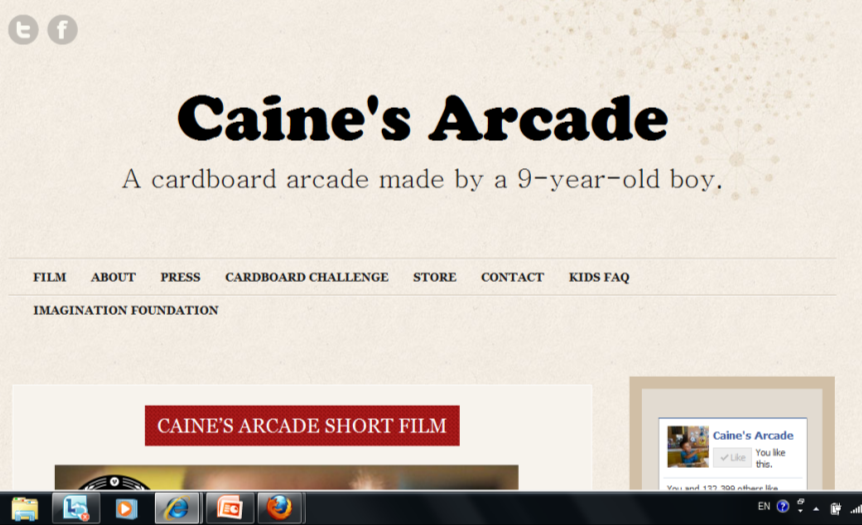 Caine's Arcade
A cardboard arcade made by a 9-year-old boy.
FILM ABOUT PRESS CARDBOARD CHALLENGE STORE CONTACT KIDS FAQ
IMAGINATION FOUNDATION
CAINE'S ARCADE SHORT FILM
Caine's Arcade
Like You like
this.
You and 132,399 others like
EN